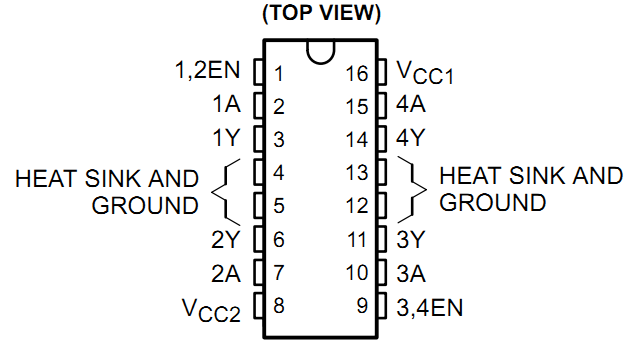 (TOP VIEW)
1,2EN 1 16 VCC1
1A 2 15 4A
1Y 3 14 4Y
HEAT SINK AND 4 13 HEAT SINK AND
GROUND 5 12 GROUND
2Y 6 11 3Y
2A 7 10 3A
VCC2 8 9 3,4EN